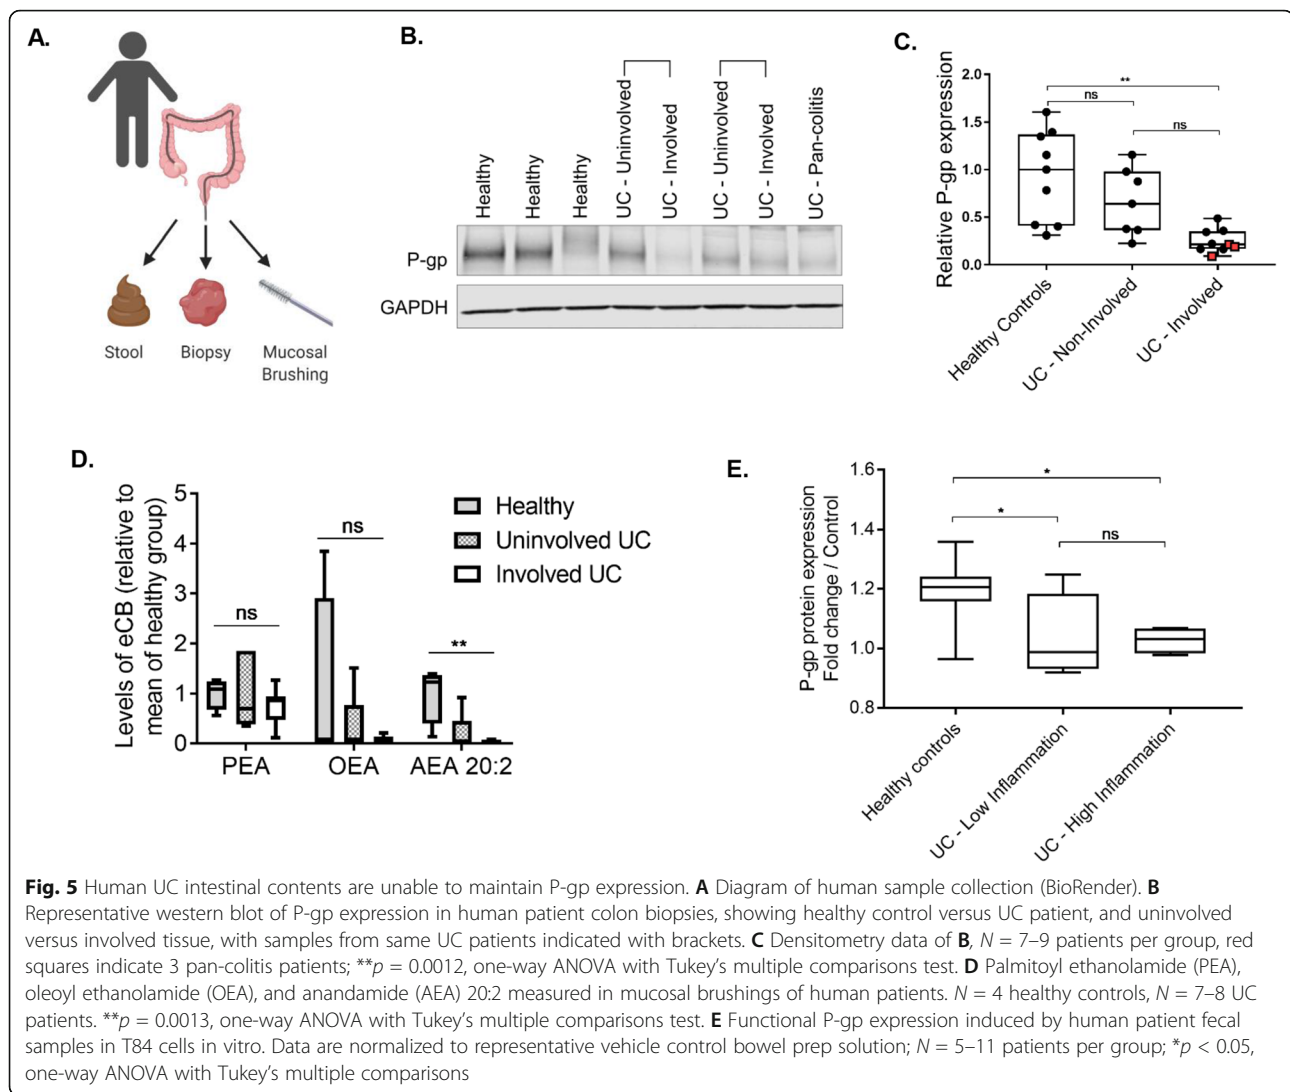 A.
Stool
Biopsy
Mucosal
Brushing
B.
Healthy
Healthy
Healthy
UC - Uninvolved
UC - Involved
UC - Uninvolved
UC - Involved
UC - Pan-colitis
P-gp
GAPDH
C.
Relative P-gp expression
2.0
1.5
1.0
0.5
0.0
**
ns
ns
Healthy Controls
UC - Non-Involved
UC - Involved
D.
Levels of eCB (relative to
mean of healthy group)
5
4
3
2
1
0
ns
ns
**
Healthy
Uninvolved UC
Involved UC
PEA
OEA
AEA 20:2
E.
P-gp protein expression
Fold change / Control
1.6
1.4
1.2
1.0
0.8
*
*
ns
Healthy controls
UC - Low Inflammation
UC - High Inflammation
Fig. 5 Human UC intestinal contents are unable to maintain P-gp expression. A Diagram of human sample collection (BioRender). B
Representative western blot of P-gp expression in human patient colon biopsies, showing healthy control versus UC patient, and uninvolved
versus involved tissue, with samples from same UC patients indicated with brackets. C Densitometry data of B, N = 7–9 patients per group, red
squares indicate 3 pan-colitis patients; **p = 0.0012, one-way ANOVA with Tukey's multiple comparisons test. D Palmitoyl ethanolamide (PEA),
oleoyl ethanolamide (OEA), and anandamide (AEA) 20:2 measured in mucosal brushings of human patients. N = 4 healthy controls, N = 7–8 UC
patients. **p = 0.0013, one-way ANOVA with Tukey's multiple comparisons test. E Functional P-gp expression induced by human patient fecal
samples in T84 cells in vitro. Data are normalized to representative vehicle control bowel prep solution; N = 5–11 patients per group; *p < 0.05,
one-way ANOVA with Tukey's multiple comparisons